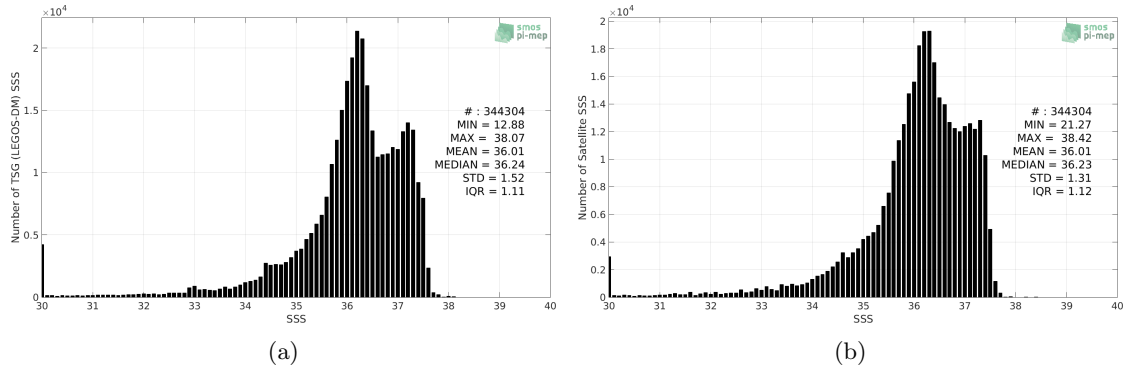 ×10⁴
smos
pi-mep
2
1.5
1
0.5
0
Number of TSG (LEGOS-DM) SSS
# : 344304
MIN = 12.88
MAX = 38.07
MEAN = 36.01
MEDIAN = 36.24
STD = 1.52
IQR = 1.11
30 31 32 33 34 35 36 37 38 39 40
SSS
(a)
×10⁴
smos
pi-mep
2
1.8
1.6
1.4
1.2
1
0.8
0.6
0.4
0.2
0
Number of Satellite SSS
# : 344304
MIN = 21.27
MAX = 38.42
MEAN = 36.01
MEDIAN = 36.23
STD = 1.31
IQR = 1.12
30 31 32 33 34 35 36 37 38 39 40
SSS
(b)